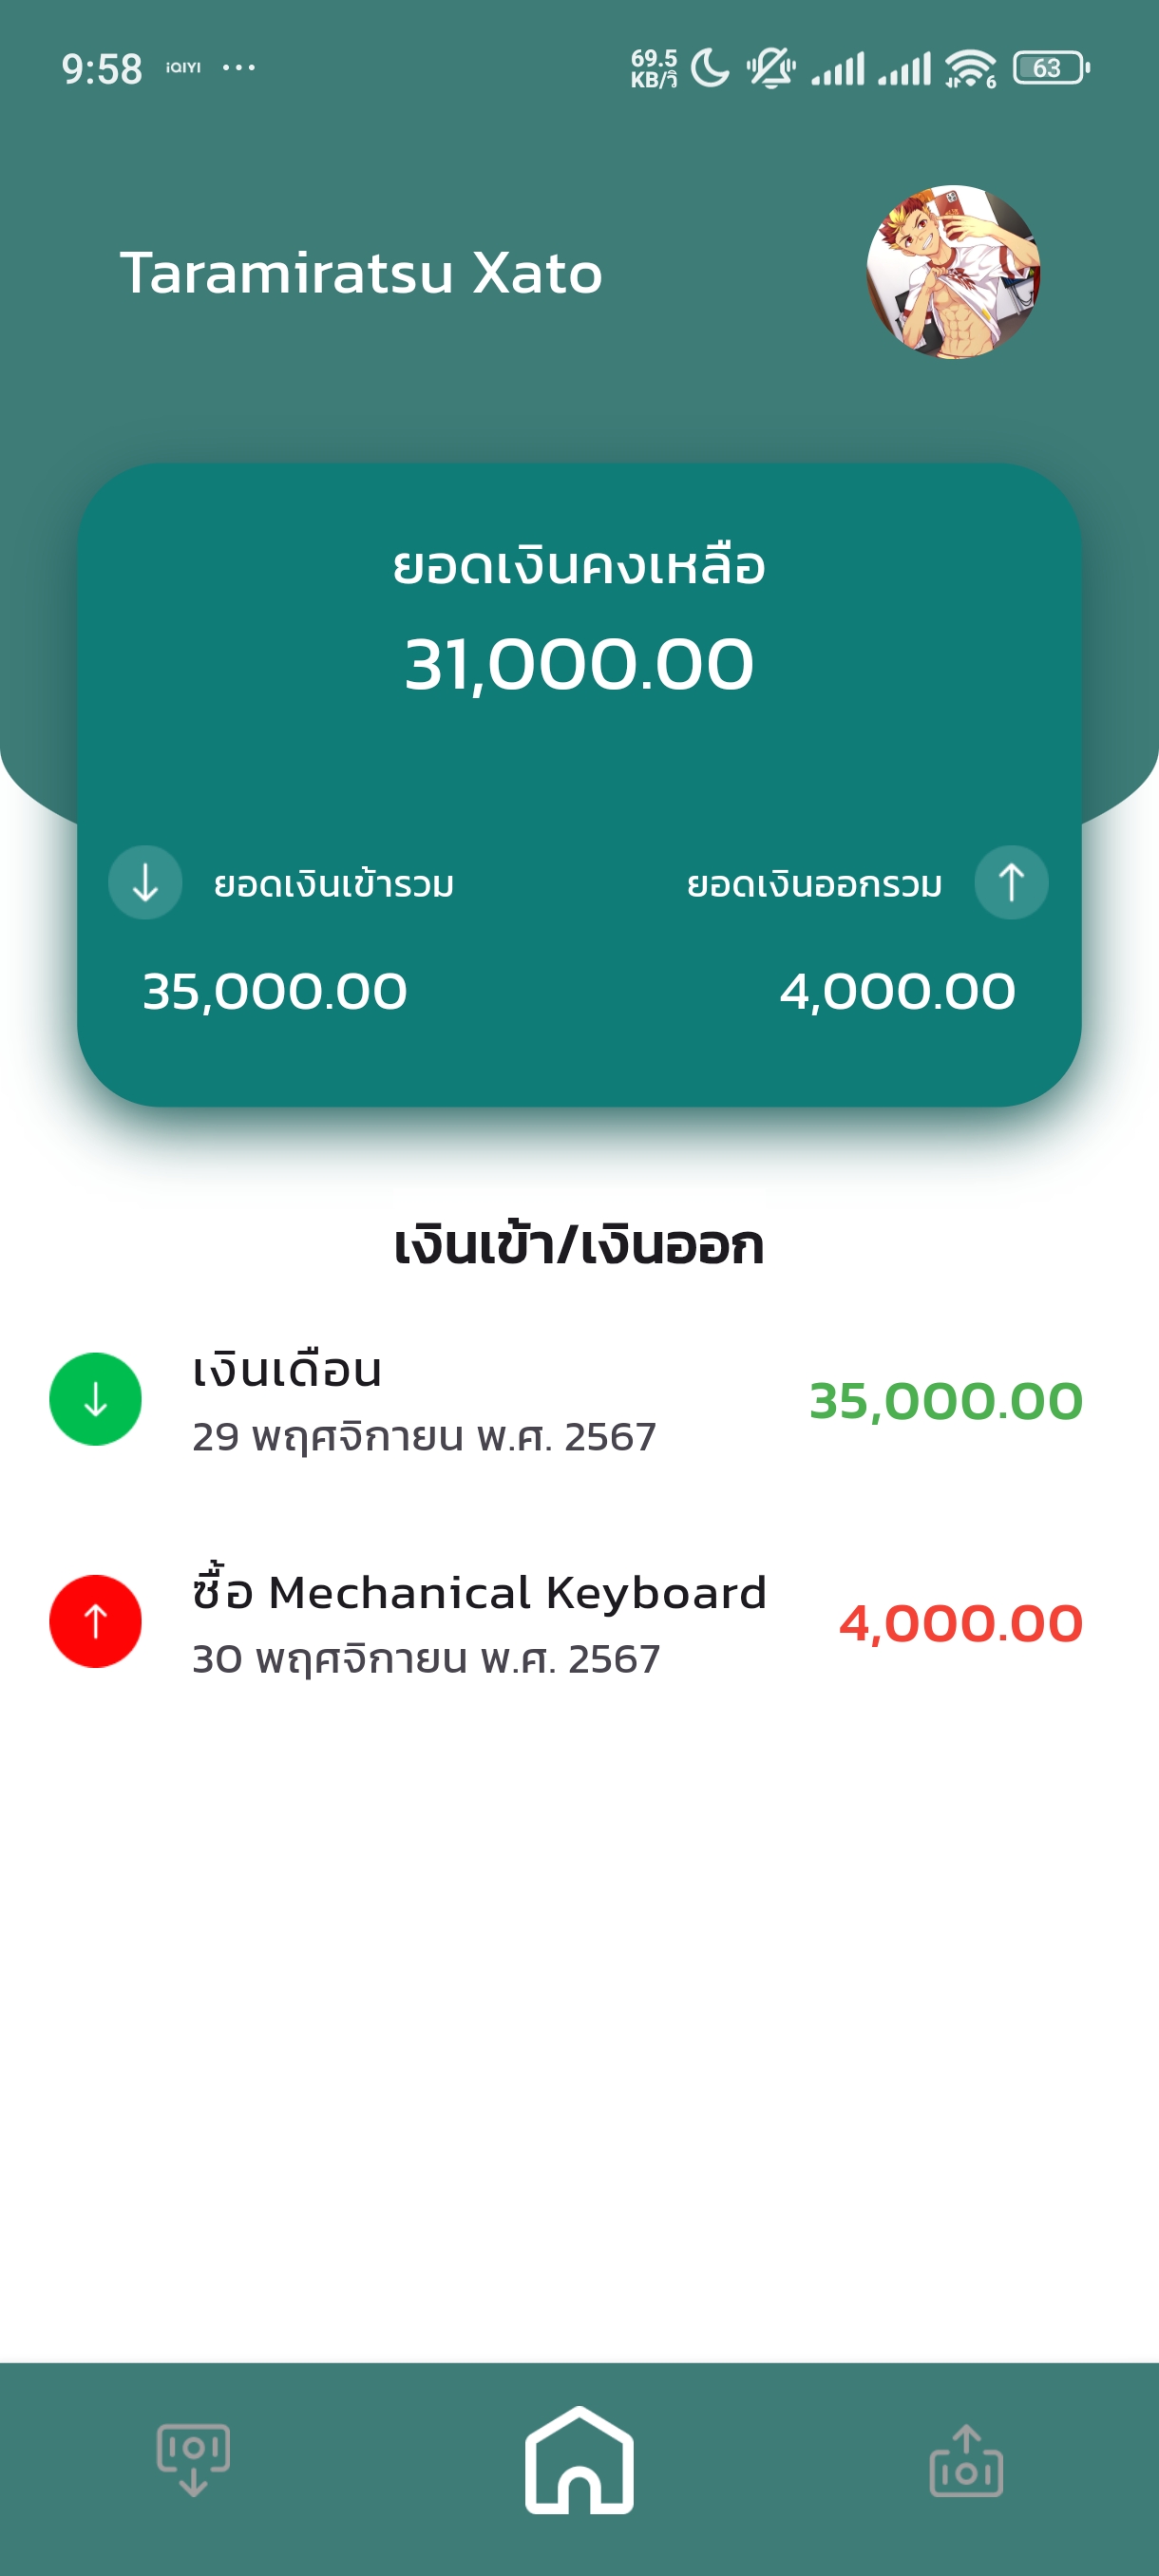 9:58 iQIYI ... 69.5 KB/วิ 6 63
Taramiratsu Xato
ยอดเงินคงเหลือ
31,000.00
ยอดเงินเข้ารวม ยอดเงินออกรวม
35,000.00 4,000.00
เงินเข้า/เงินออก
เงินเดือน
29 พฤศจิกายน พ.ศ. 2567
35,000.00
ซื้อ Mechanical Keyboard
30 พฤศจิกายน พ.ศ. 2567
4,000.00